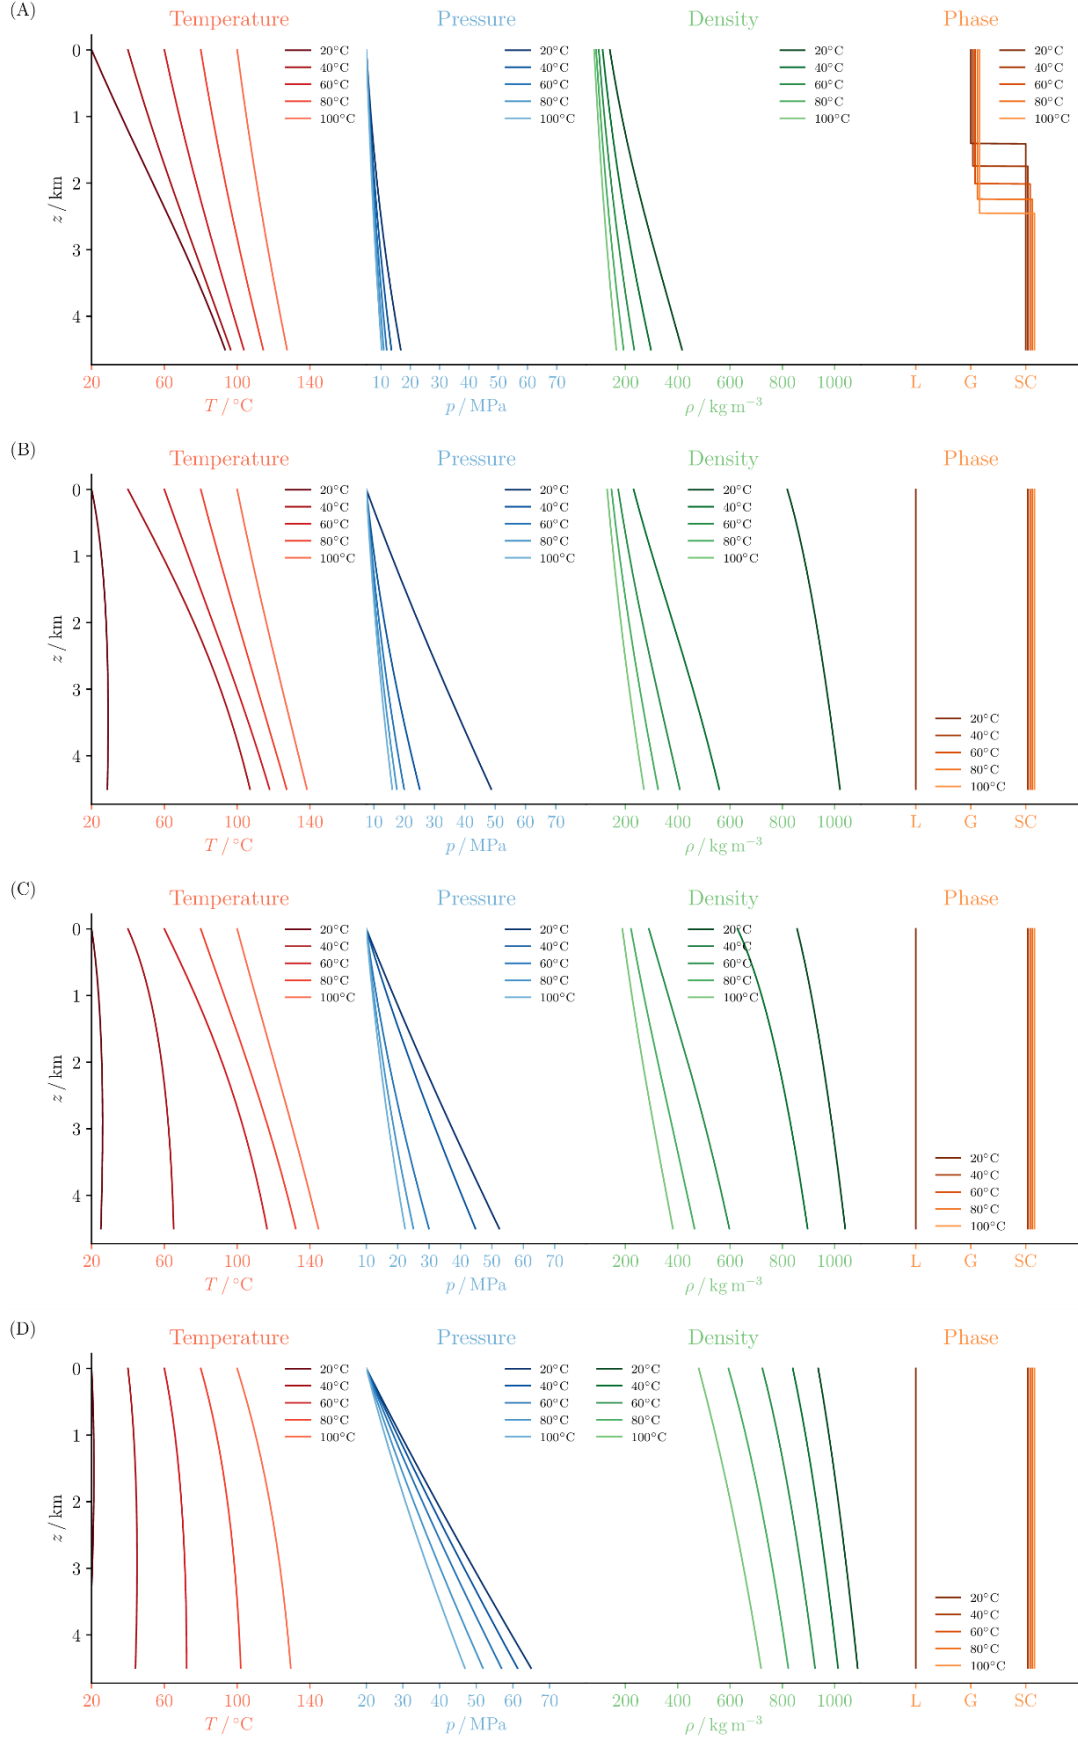 (A)
Temperature Pressure Density Phase
0 20°C 20°C 20°C 20°C
40°C 40°C 40°C 40°C
60°C 60°C 60°C 60°C
1 80°C 80°C 80°C 80°C
100°C 100°C 100°C 100°C
2
z / km
3
4
20 60 100 140 10 20 30 40 50 60 70 200 400 600 800 1000 L G SC
T / °C p / MPa ρ / kg m⁻³
(B)
Temperature Pressure Density Phase
0 20°C 20°C 20°C
40°C 40°C 40°C
60°C 60°C 60°C
1 80°C 80°C 80°C
100°C 100°C 100°C
2
z / km
3
20°C
40°C
4 60°C
80°C
100°C
20 60 100 140 10 20 30 40 50 60 70 200 400 600 800 1000 L G SC
T / °C p / MPa ρ / kg m⁻³
(C)
Temperature Pressure Density Phase
0 20°C 20°C 20°C
40°C 40°C 40°C
60°C 60°C 60°C
1 80°C 80°C 80°C
100°C 100°C 100°C
2
z / km
3
20°C
40°C
4 60°C
80°C
100°C
20 60 100 140 10 20 30 40 50 60 70 200 400 600 800 1000 L G SC
T / °C p / MPa ρ / kg m⁻³
(D)
Temperature Pressure Density Phase
0 20°C 20°C 20°C
40°C 40°C 40°C
60°C 60°C 60°C
1 80°C 80°C 80°C
100°C 100°C 100°C
2
z / km
3
20°C
40°C
4 60°C
80°C
100°C
20 60 100 140 20 30 40 50 60 70 200 400 600 800 1000 L G SC
T / °C p / MPa ρ / kg m⁻³